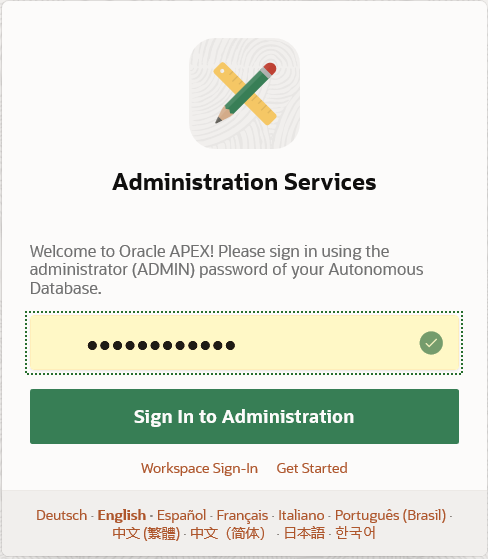 Administration Services
Welcome to Oracle APEX! Please sign in using the
administrator (ADMIN) password of your Autonomous
Database.
●●●●●●●●●●●●
Sign In to Administration
Workspace Sign-In Get Started
Deutsch · English · Español · Français · Italiano · Português (Brasil) ·
中文 (繁體) · 中文（简体） · 日本語 · 한국어